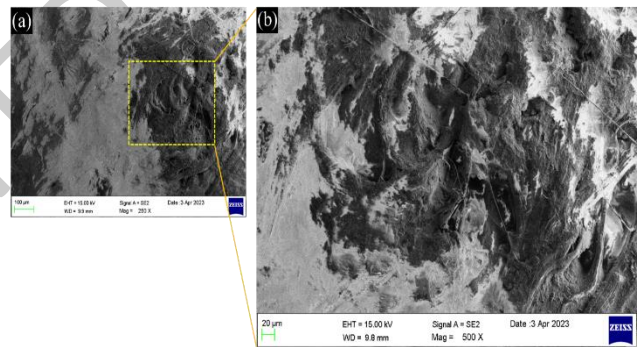 (a)
100 µm
EHT = 15.00 kV
Signal A = SE2
Date :3 Apr 2023
WD = 9.9 mm
Mag = 200 X
ZEISS
(b)
20 µm
EHT = 15.00 kV
Signal A = SE2
Date :3 Apr 2023
WD = 9.8 mm
Mag = 500 X
ZEISS